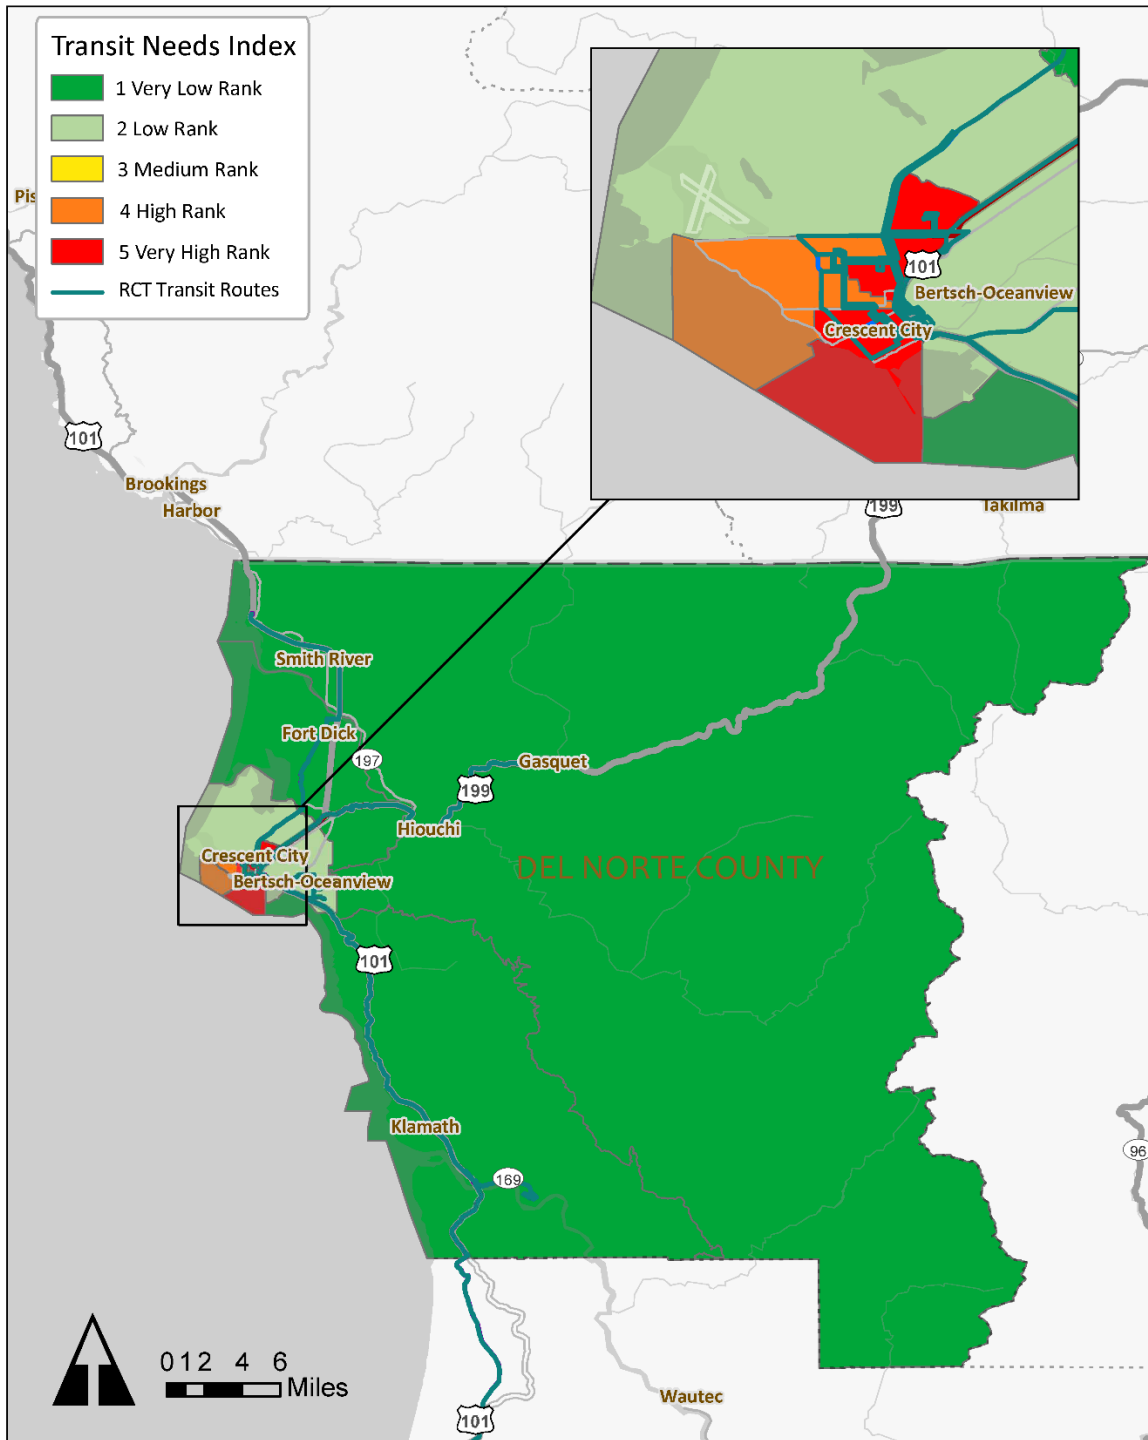 Transit Needs Index
1 Very Low Rank
2 Low Rank
3 Medium Rank
4 High Rank
5 Very High Rank
RCT Transit Routes
Pis
101
Bertsch-Oceanview
Crescent City
101
Brookings
Harbor
199
Takilma
Smith River
Fort Dick
197
Gasquet
199
Hiouchi
Crescent City
DEL NORTE COUNTY
Bertsch-Oceanview
101
Klamath
96
169
0 1 2 4 6
Miles
Wautec
101